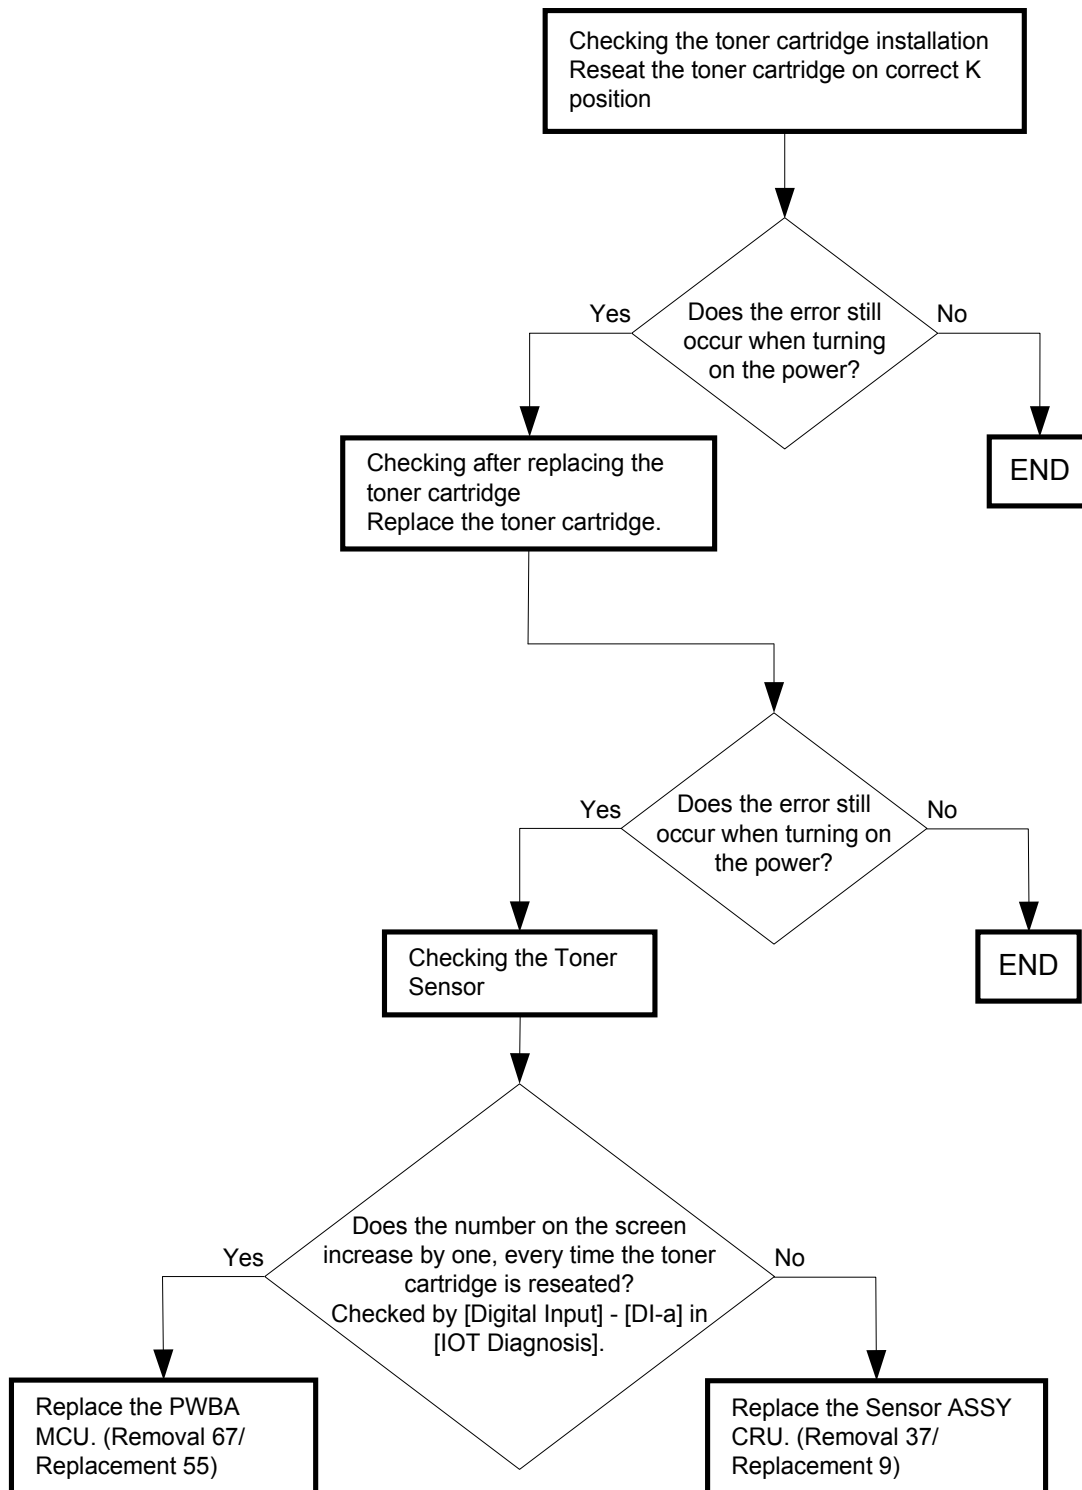 Checking the toner cartridge installation
Reseat the toner cartridge on correct K
position
Yes
Does the error still
occur when turning
on the power?
No
Checking after replacing the
toner cartridge
Replace the toner cartridge.
END
Yes
Does the error still
occur when turning on
the power?
No
Checking the Toner
Sensor
END
Yes
Does the number on the screen
increase by one, every time the toner
cartridge is reseated?
Checked by [Digital Input] - [DI-a] in
[IOT Diagnosis].
No
Replace the PWBA
MCU. (Removal 67/
Replacement 55)
Replace the Sensor ASSY
CRU. (Removal 37/
Replacement 9)